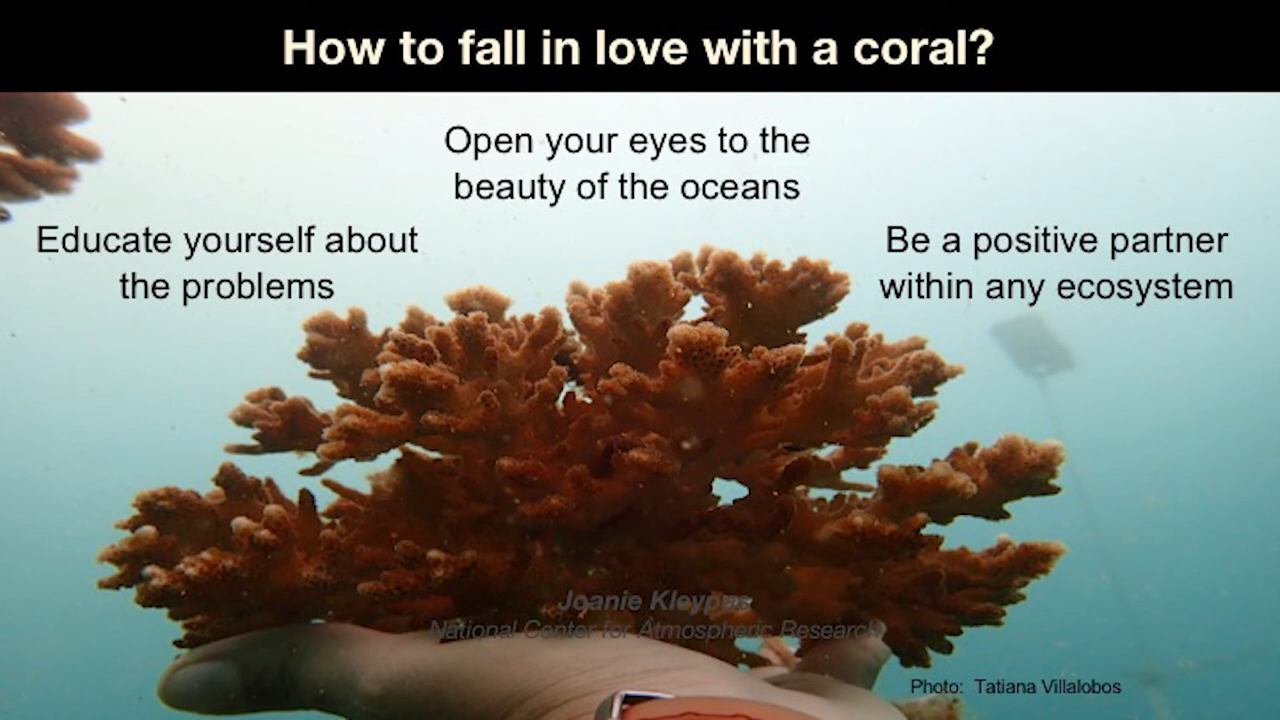 How to fall in love with a coral?
Open your eyes to the
beauty of the oceans
Educate yourself about
the problems
Be a positive partner
within any ecosystem
Joanie Kleypas
National Center for Atmospheric Research
Photo: Tatiana Villalobos